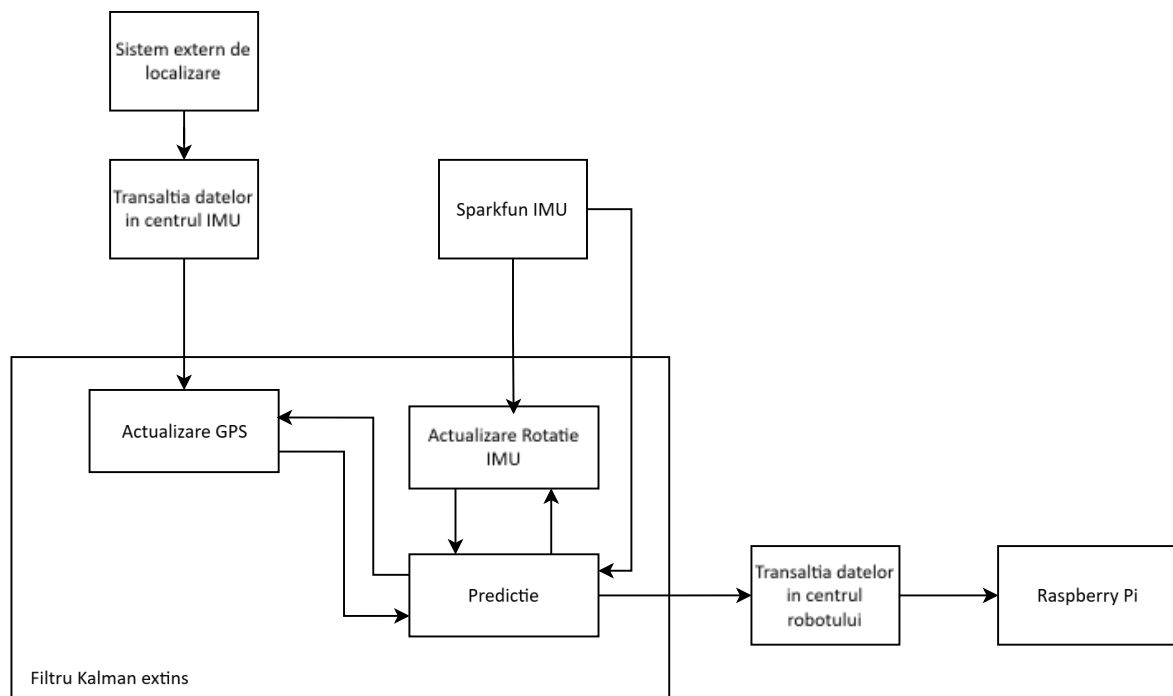 Sistem extern de
localizare
Transaltia datelor
in centrul IMU
Sparkfun IMU
Actualizare GPS
Actualizare Rotatie
IMU
Predictie
Transaltia datelor
in centrul
robotului
Raspberry Pi
Filtru Kalman extins